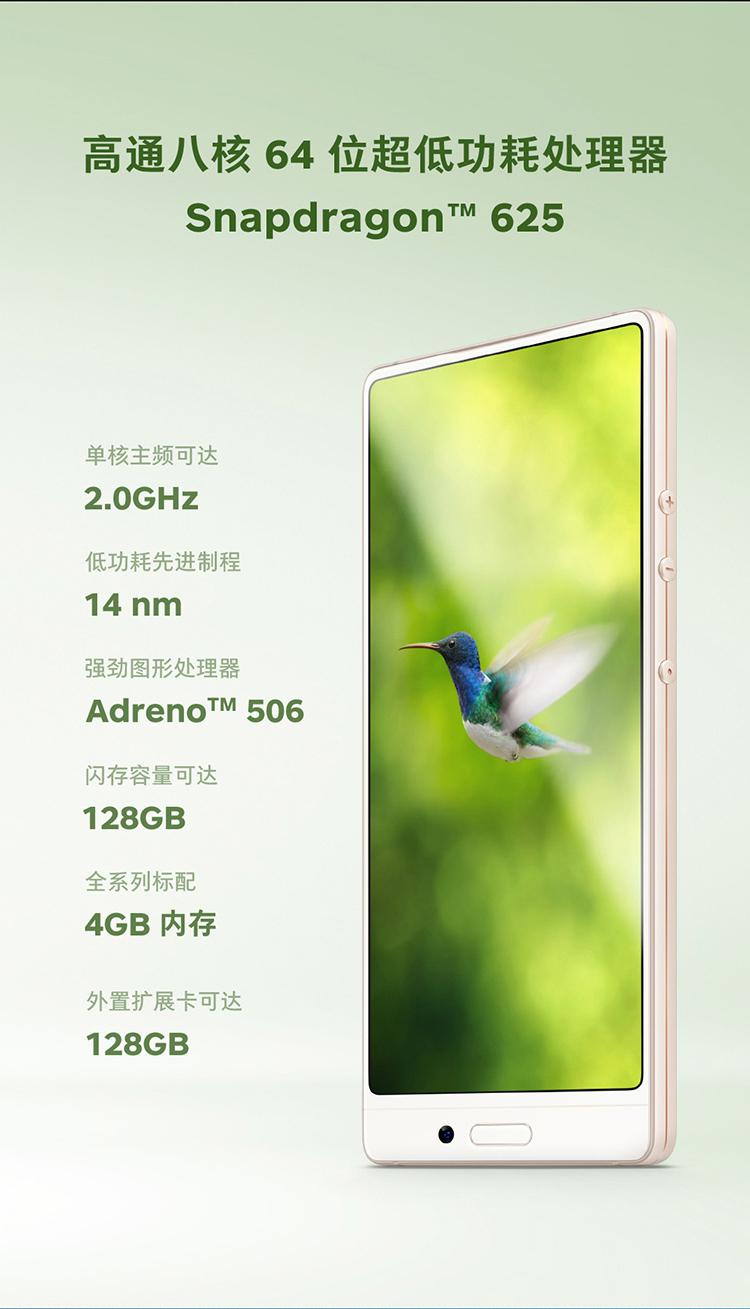 高通八核 64 位超低功耗处理器
Snapdragon™ 625
单核主频可达
2.0GHz
低功耗先进制程
14 nm
强劲图形处理器
Adreno™ 506
闪存容量可达
128GB
全系列标配
4GB 内存
外置扩展卡可达
128GB